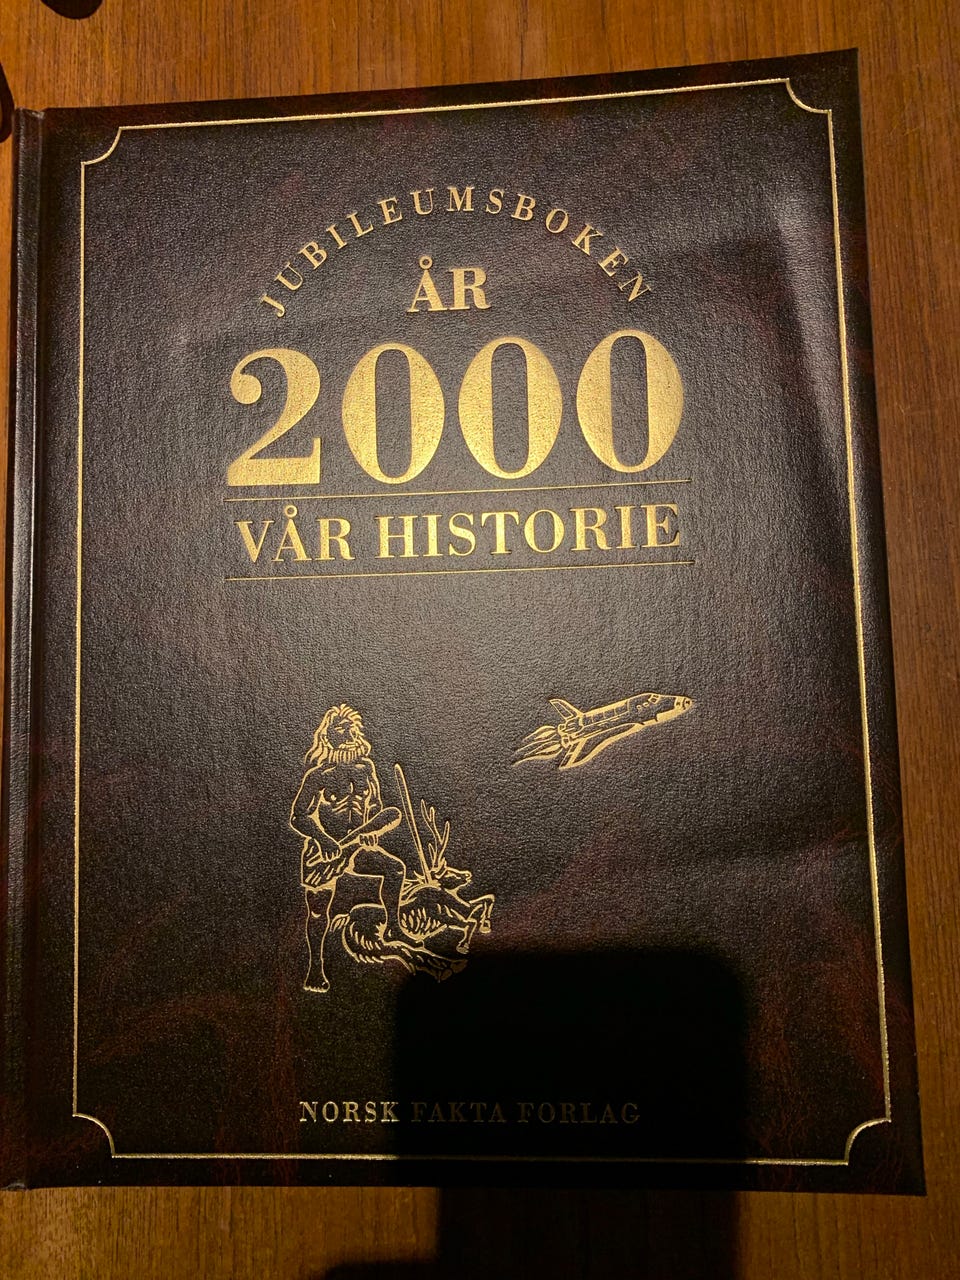 JUBILEUMSBOKEN
ÅR
2000
VÅR HISTORIE
NORSK FAKTA FORLAG